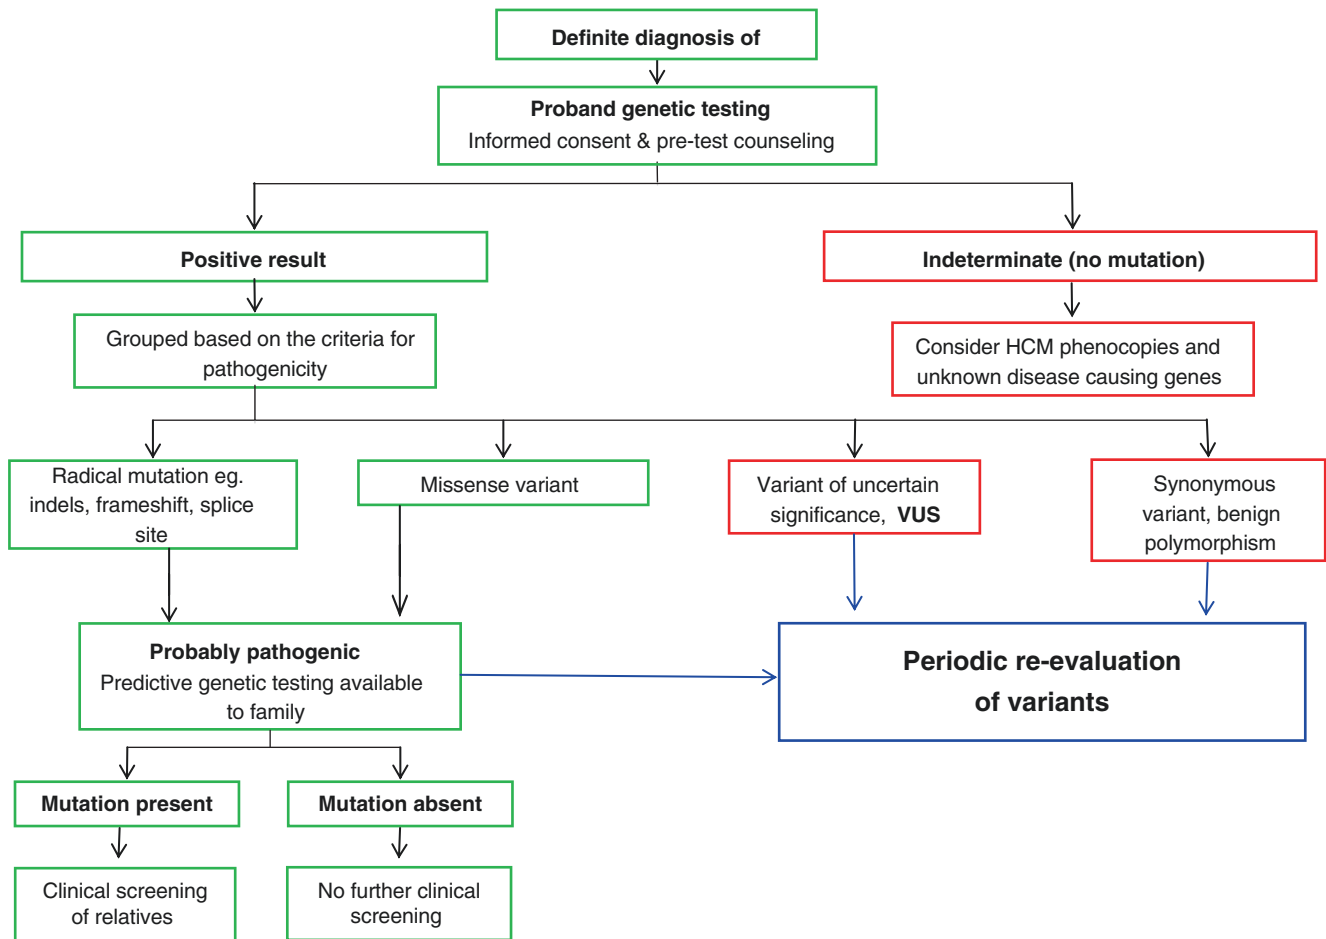 Definite diagnosis of
Proband genetic testing
Informed consent & pre-test counseling
Positive result
Indeterminate (no mutation)
Grouped based on the criteria for
pathogenicity
Consider HCM phenocopies and
unknown disease causing genes
Radical mutation eg.
indels, frameshift, splice
site
Missense variant
Variant of uncertain
significance, VUS
Synonymous
variant, benign
polymorphism
Probably pathogenic
Predictive genetic testing available
to family
Periodic re-evaluation
of variants
Mutation present
Mutation absent
Clinical screening
of relatives
No further clinical
screening